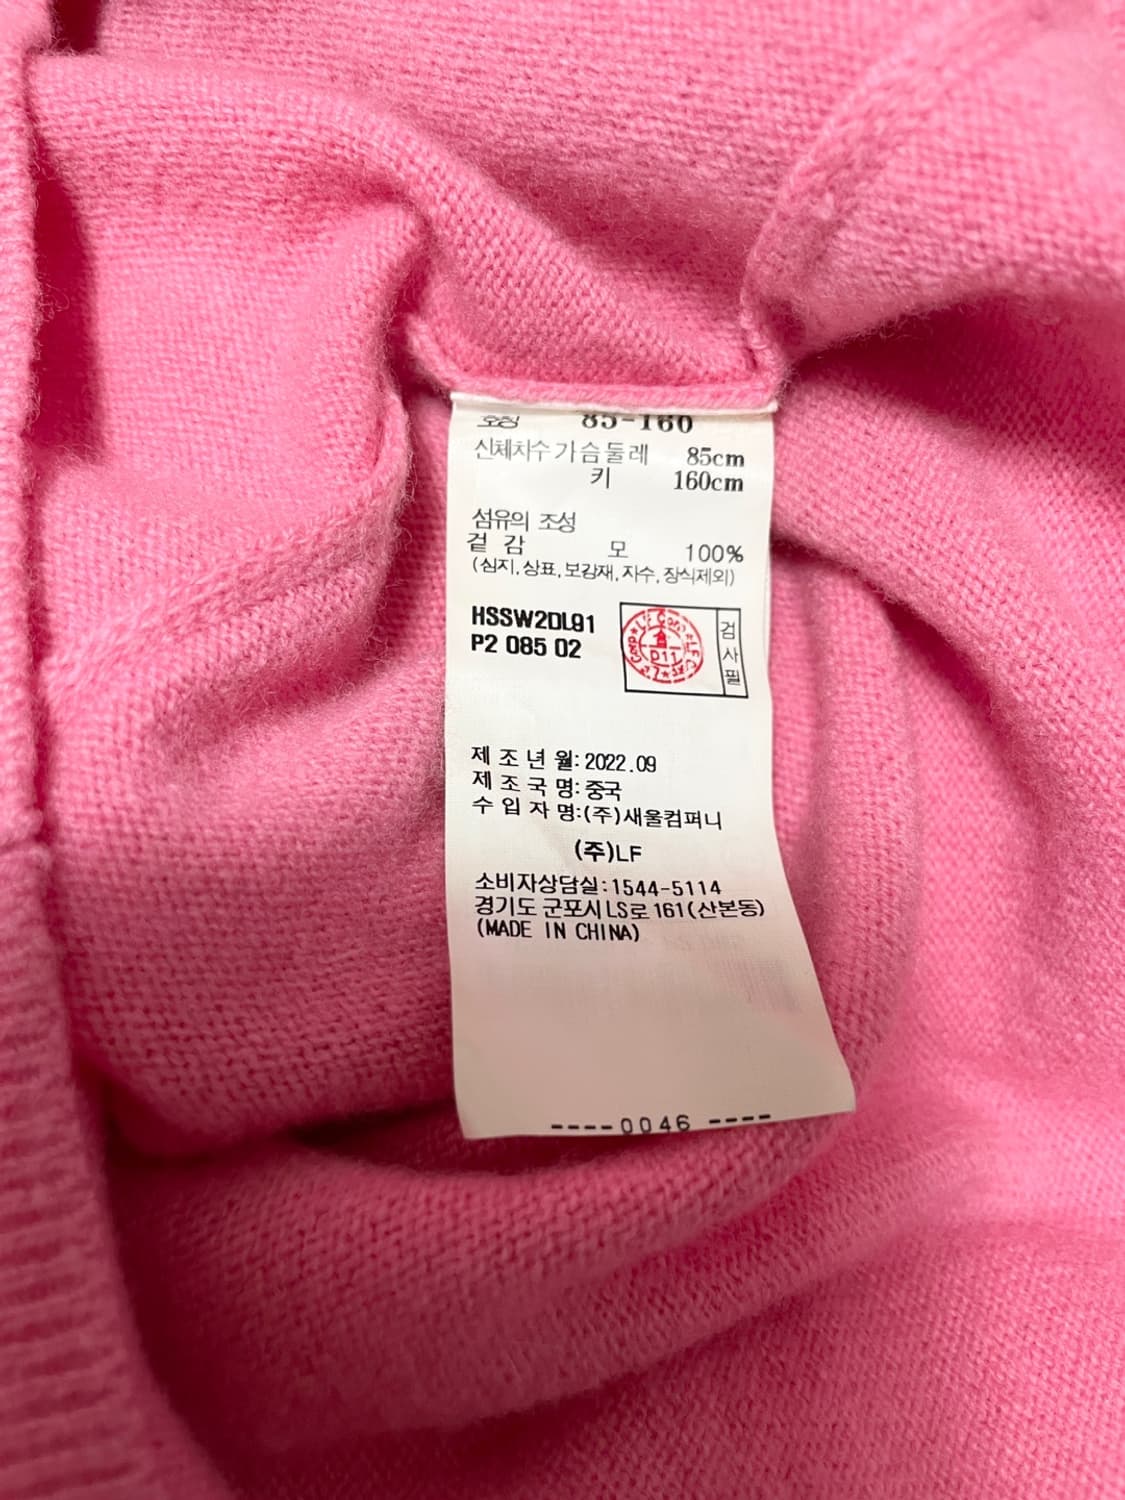 호칭 85-160
신체치수 가슴둘레 85cm
키 160cm
섬유의 조성
겉감 모 100%
(심지,상표,보강재,자수,장식제외)
HSSW2DL91
P2 085 02
검사필
D11
제조년월:2022.09
제조국명:중국
수입자명:(주)새울컴퍼니
(주)LF
소비자상담실:1544-5114
경기도 군포시 LS로 161(산본동)
(MADE IN CHINA)
----0046----